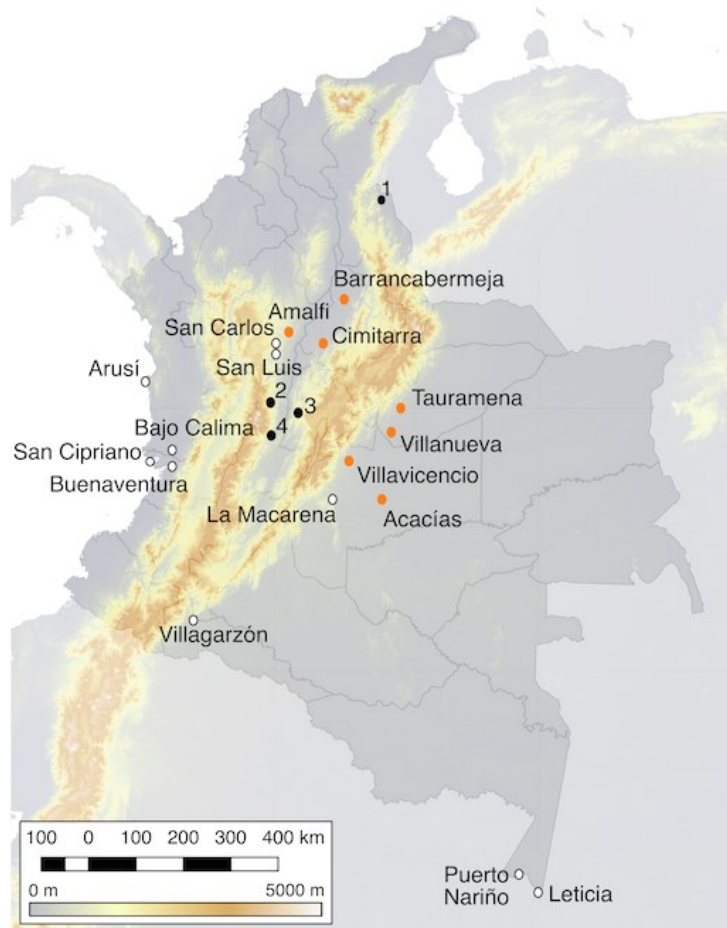 1
Barrancabermeja
Amalfi
San Carlos
Cimitarra
San Luis
Arusí
2
3
Tauramena
Bajo Calima
4
Villanueva
San Cipriano
Villavicencio
Buenaventura
La Macarena
Acacías
Villagarzón
100 0 100 200 300 400 km
0 m 5000 m
Puerto
Nariño
Leticia